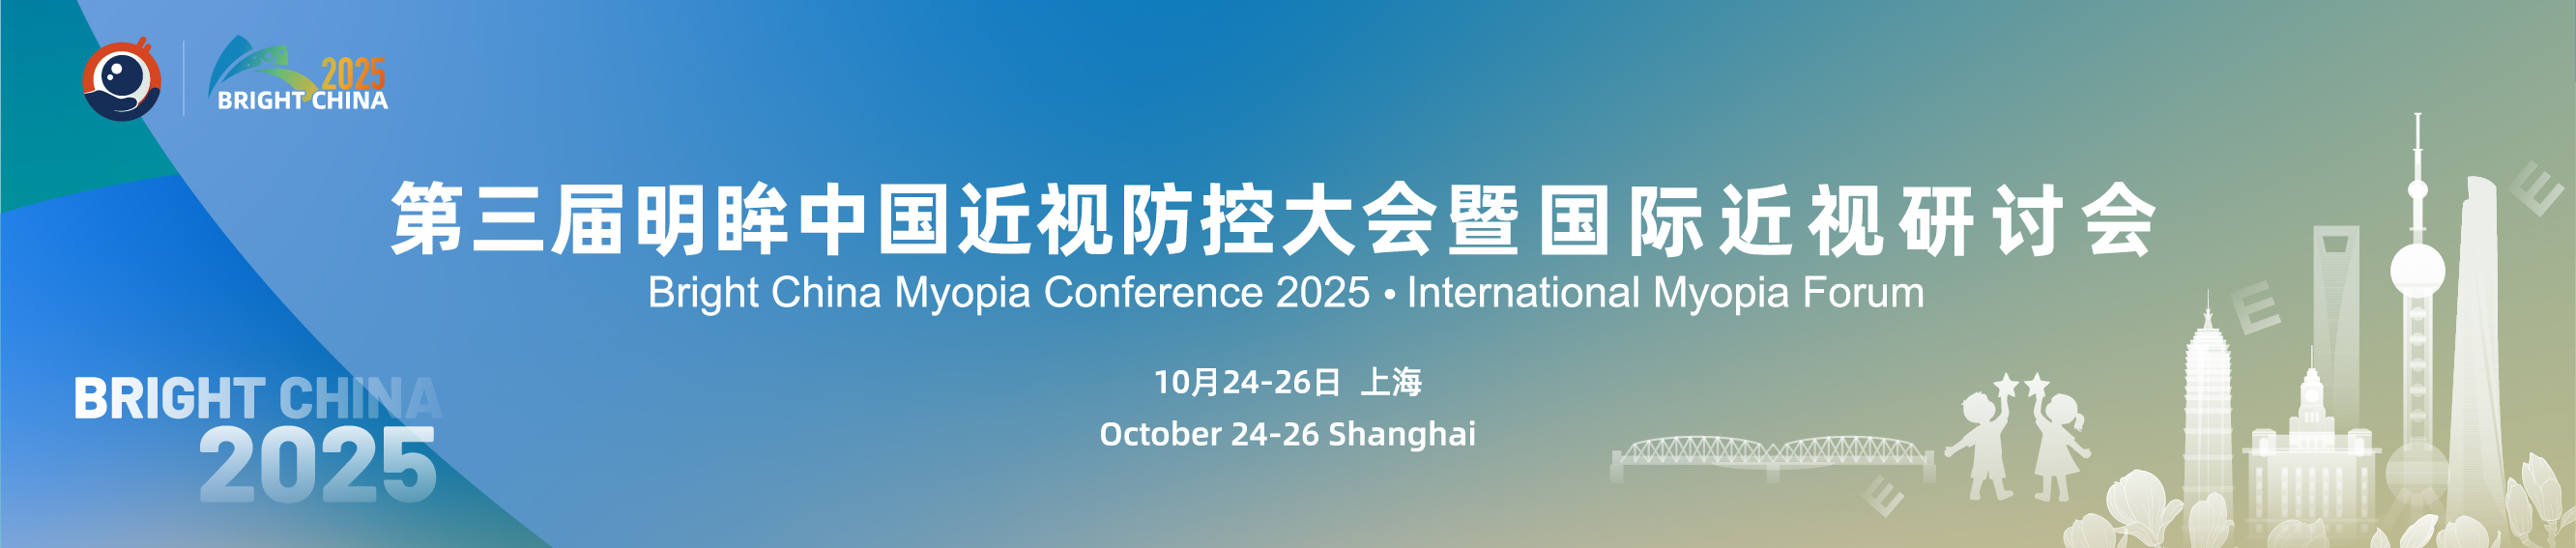 2025
BRIGHT CHINA
第三届明眸中国近视防控大会暨国际近视研讨会
Bright China Myopia Conference 2025 • International Myopia Forum
10月24-26日 上海
October 24-26 Shanghai
BRIGHT CHINA
2025
E
E
E